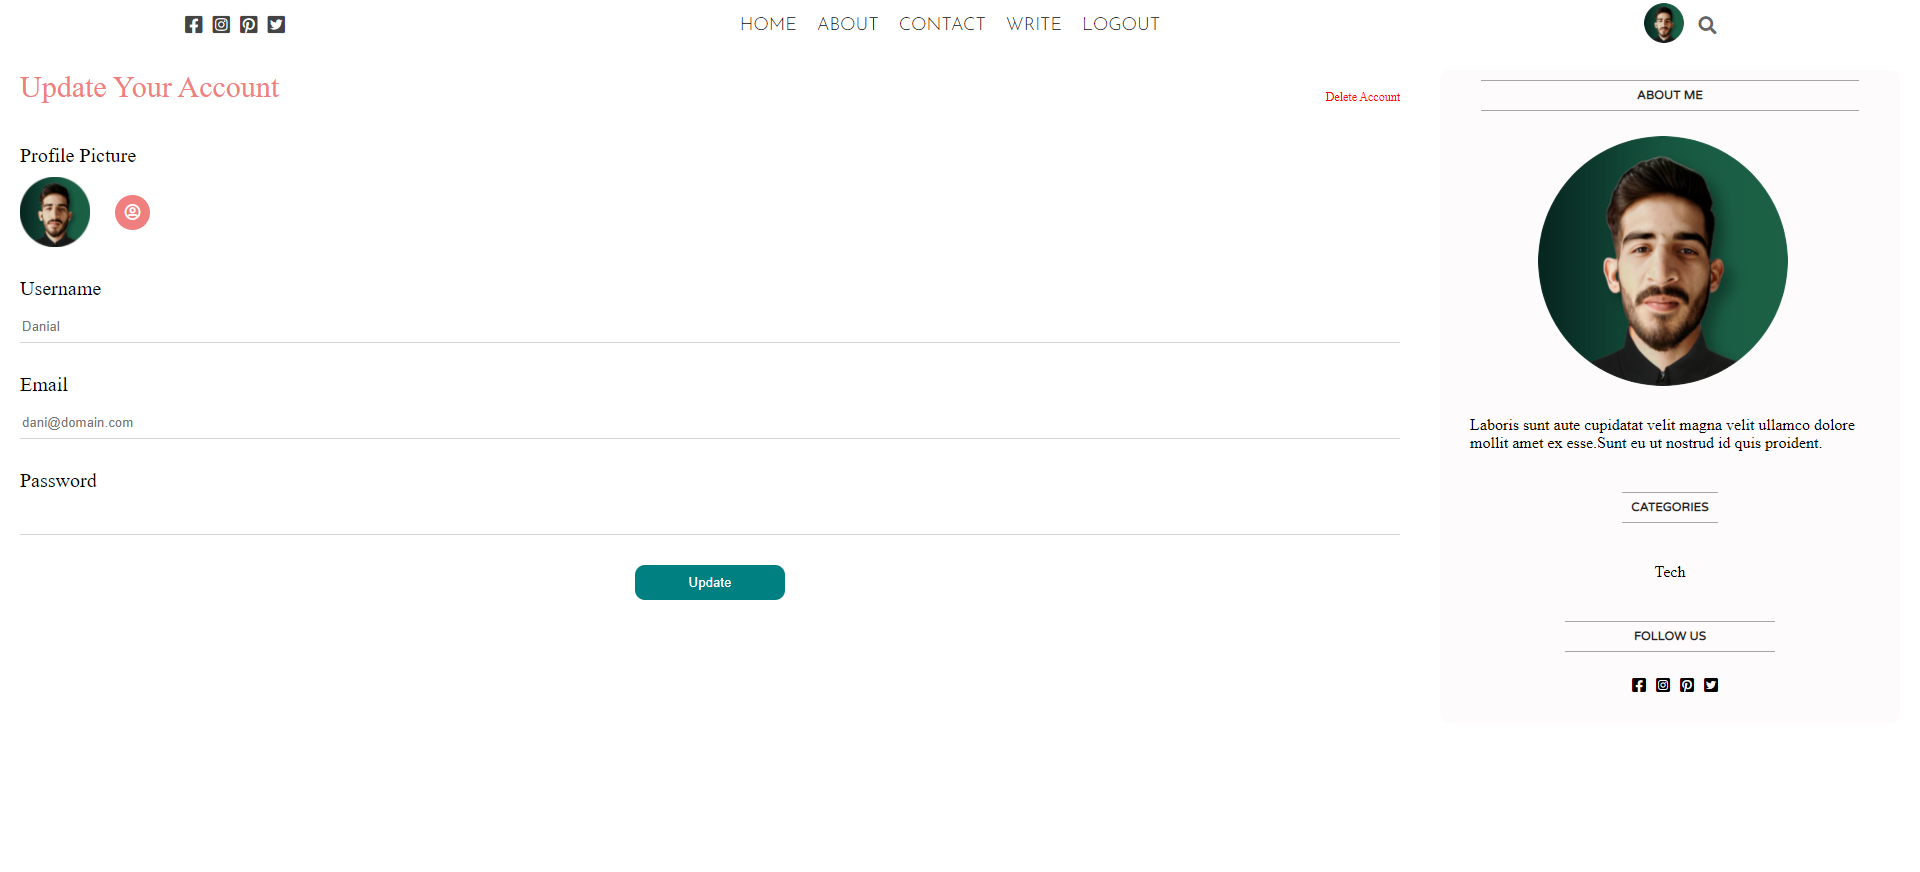 HOME ABOUT CONTACT WRITE LOGOUT
Update Your Account
Delete Account
Profile Picture
Username
Danial
Email
dani@domain.com
Password
Update
ABOUT ME
Laboris sunt aute cupidatat velit magna velit ullamco dolore
mollit amet ex esse.Sunt eu ut nostrud id quis proident.
CATEGORIES
Tech
FOLLOW US